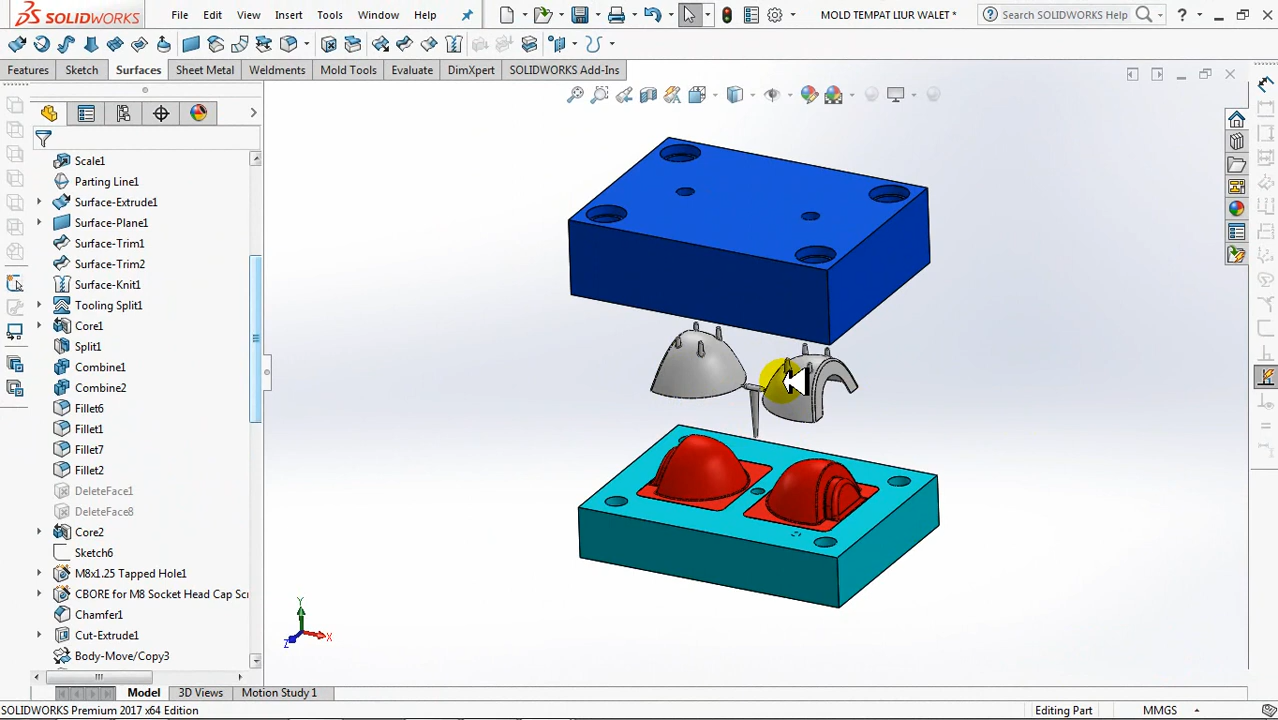 SOLIDWORKS File Edit View Insert Tools Window Help MOLD TEMPAT LIUR WALET * Search SOLIDWORKS Help ?
Features Sketch Surfaces Sheet Metal Weldments Mold Tools Evaluate DimXpert SOLIDWORKS Add-Ins
Scale1
Parting Line1
Surface-Extrude1
Surface-Plane1
Surface-Trim1
Surface-Trim2
Surface-Knit1
Tooling Split1
Core1
Split1
Combine1
Combine2
Fillet6
Fillet1
Fillet7
Fillet2
DeleteFace1
DeleteFace8
Core2
Sketch6
M8x1.25 Tapped Hole1
CBORE for M8 Socket Head Cap Scr
Chamfer1
Cut-Extrude1
Body-Move/Copy3
Y
X
Z
Model 3D Views Motion Study 1
SOLIDWORKS Premium 2017 x64 Edition Editing Part MMGS